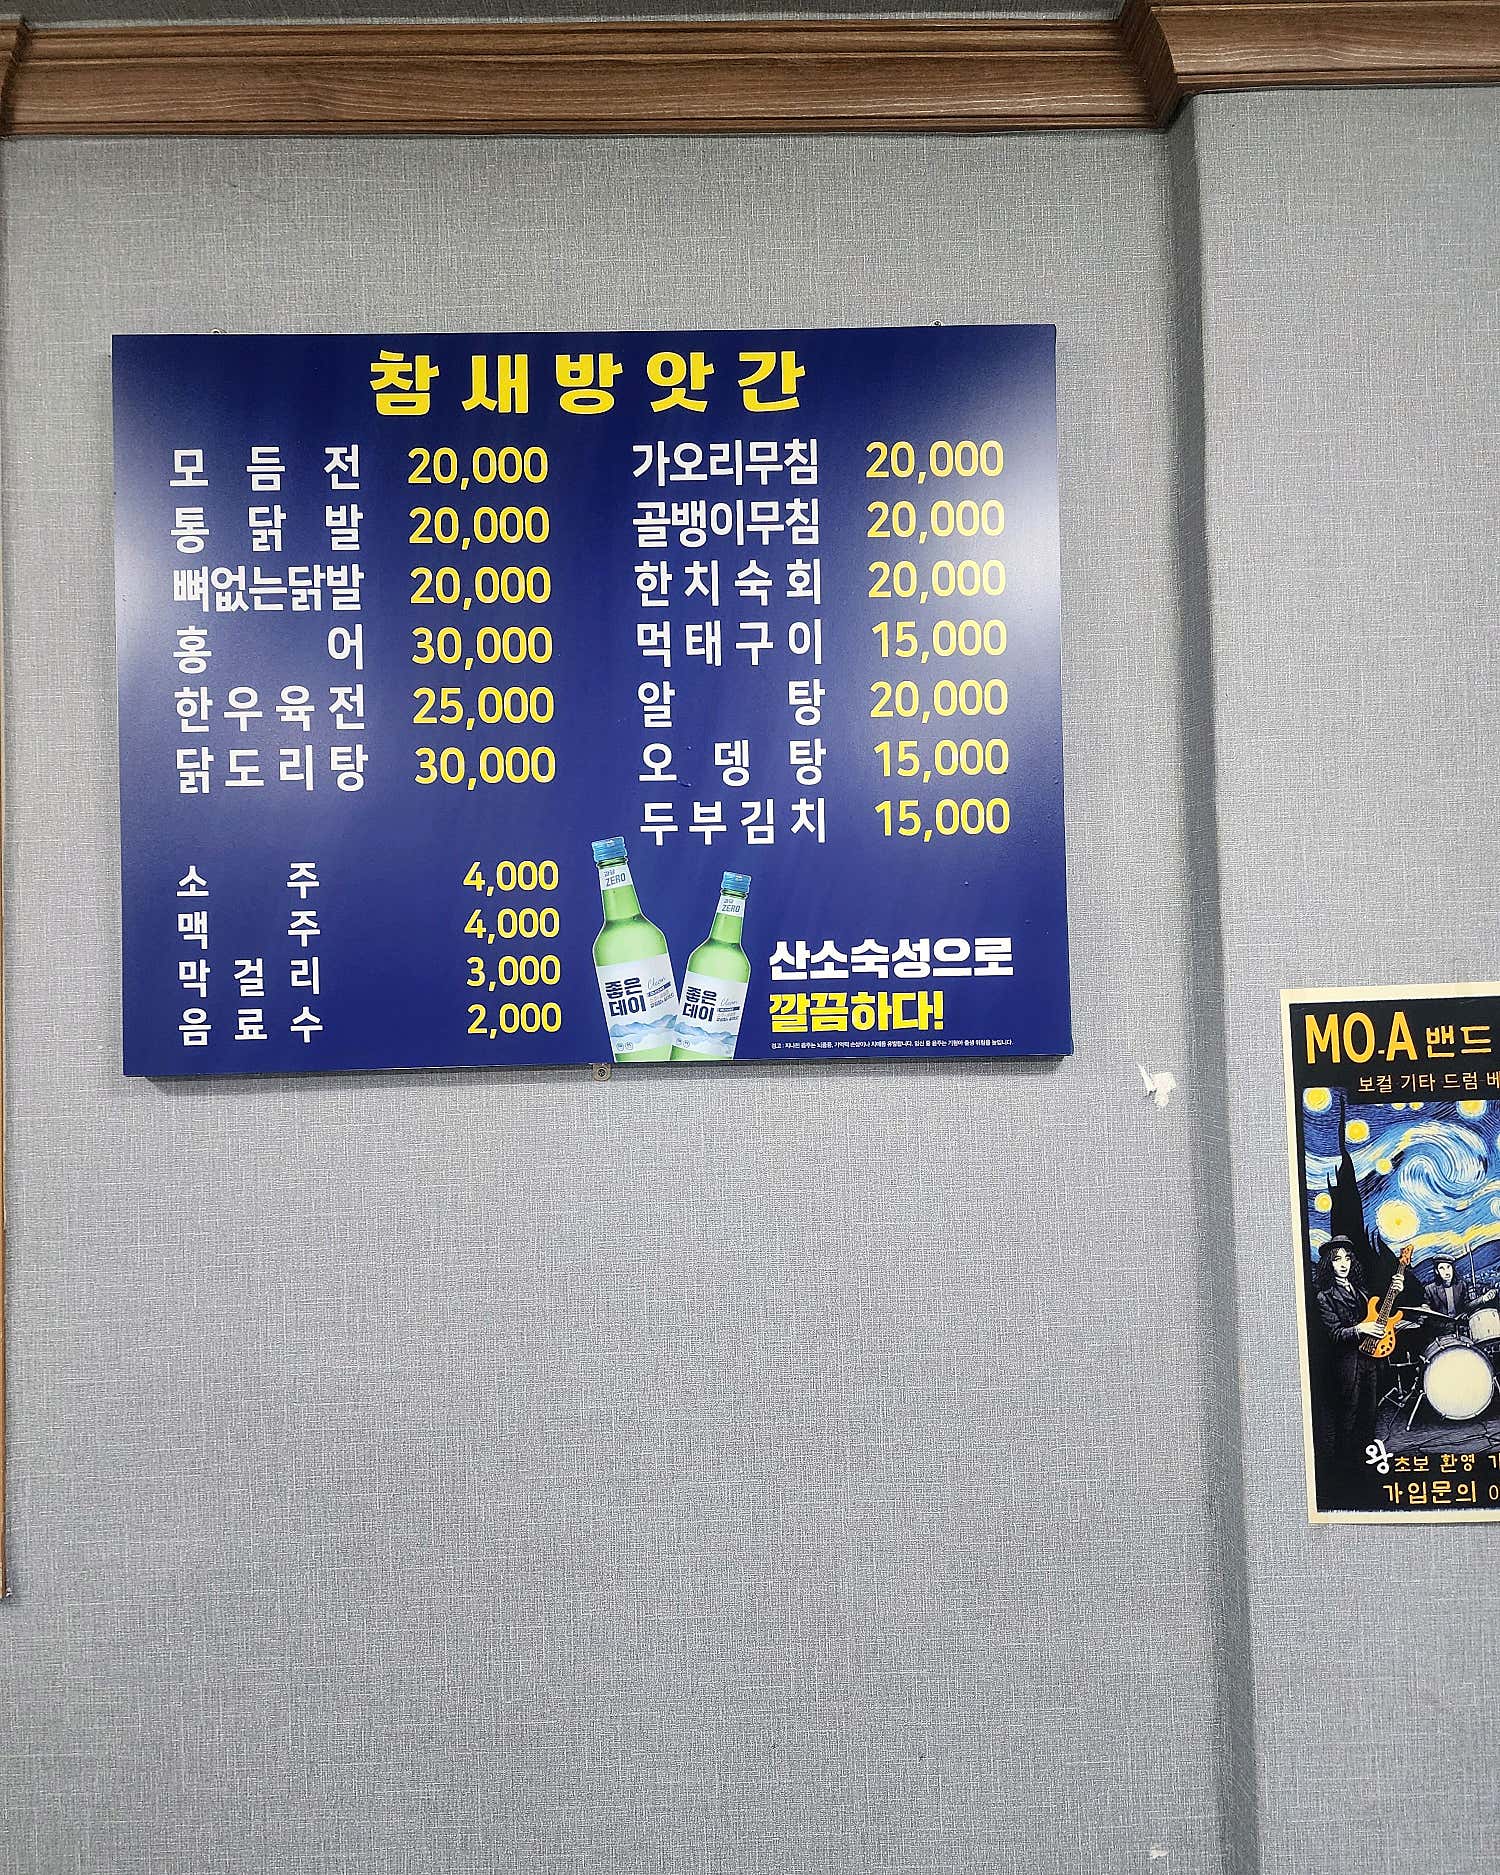 참새방앗간
모듬전 20,000
통닭발 20,000
뼈없는닭발 20,000
홍어 30,000
한우육전 25,000
닭도리탕 30,000
가오리무침 20,000
골뱅이무침 20,000
한치숙회 20,000
먹태구이 15,000
알탕 20,000
오뎅탕 15,000
두부김치 15,000
소주 4,000
맥주 4,000
막걸리 3,000
음료수 2,000
ZERO
좋은
데이
Clean
ZERO
좋은
데이
Clean
산소숙성으로
깔끔하다!
MO-A 밴드
보컬 기타 드럼 베
왕초보 환영
가입문의